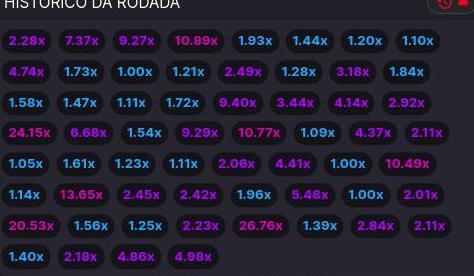 HISTÓRICO DA RODADA
2.28x 7.37x 9.27x 10.89x 1.93x 1.44x 1.20x 1.10x
4.74x 1.73x 1.00x 1.21x 2.49x 1.28x 3.18x 1.84x
1.58x 1.47x 1.11x 1.72x 9.40x 3.44x 4.14x 2.92x
24.15x 6.68x 1.54x 9.29x 10.77x 1.09x 4.37x 2.11x
1.05x 1.61x 1.23x 1.11x 2.06x 4.41x 1.00x 10.49x
1.14x 13.65x 2.45x 2.42x 1.96x 5.48x 1.00x 2.01x
20.53x 1.56x 1.25x 2.23x 26.76x 1.39x 2.84x 2.11x
1.40x 2.18x 4.86x 4.98x